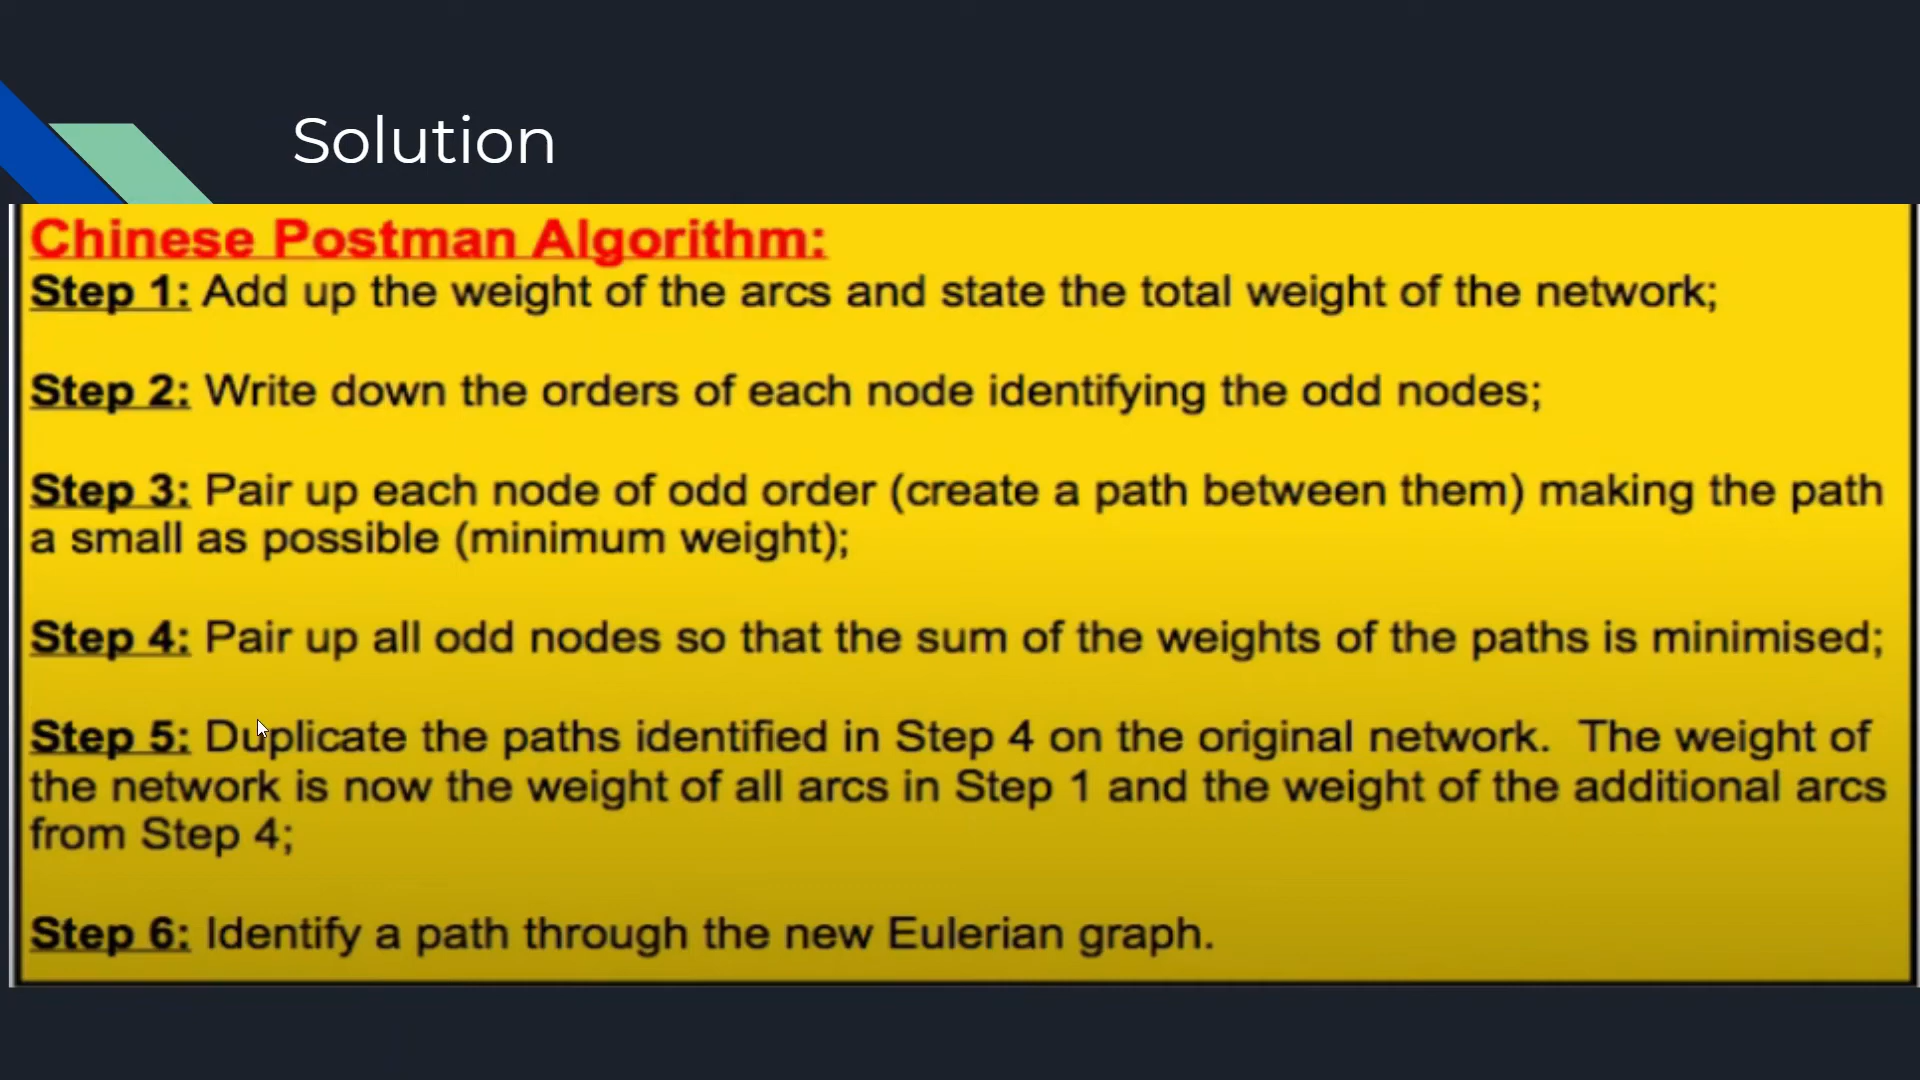 Solution
Chinese Postman Algorithm:
Step 1: Add up the weight of the arcs and state the total weight of the network;
Step 2: Write down the orders of each node identifying the odd nodes;
Step 3: Pair up each node of odd order (create a path between them) making the path
a small as possible (minimum weight);
Step 4: Pair up all odd nodes so that the sum of the weights of the paths is minimised;
Step 5: Duplicate the paths identified in Step 4 on the original network. The weight of
the network is now the weight of all arcs in Step 1 and the weight of the additional arcs
from Step 4;
Step 6: Identify a path through the new Eulerian graph.